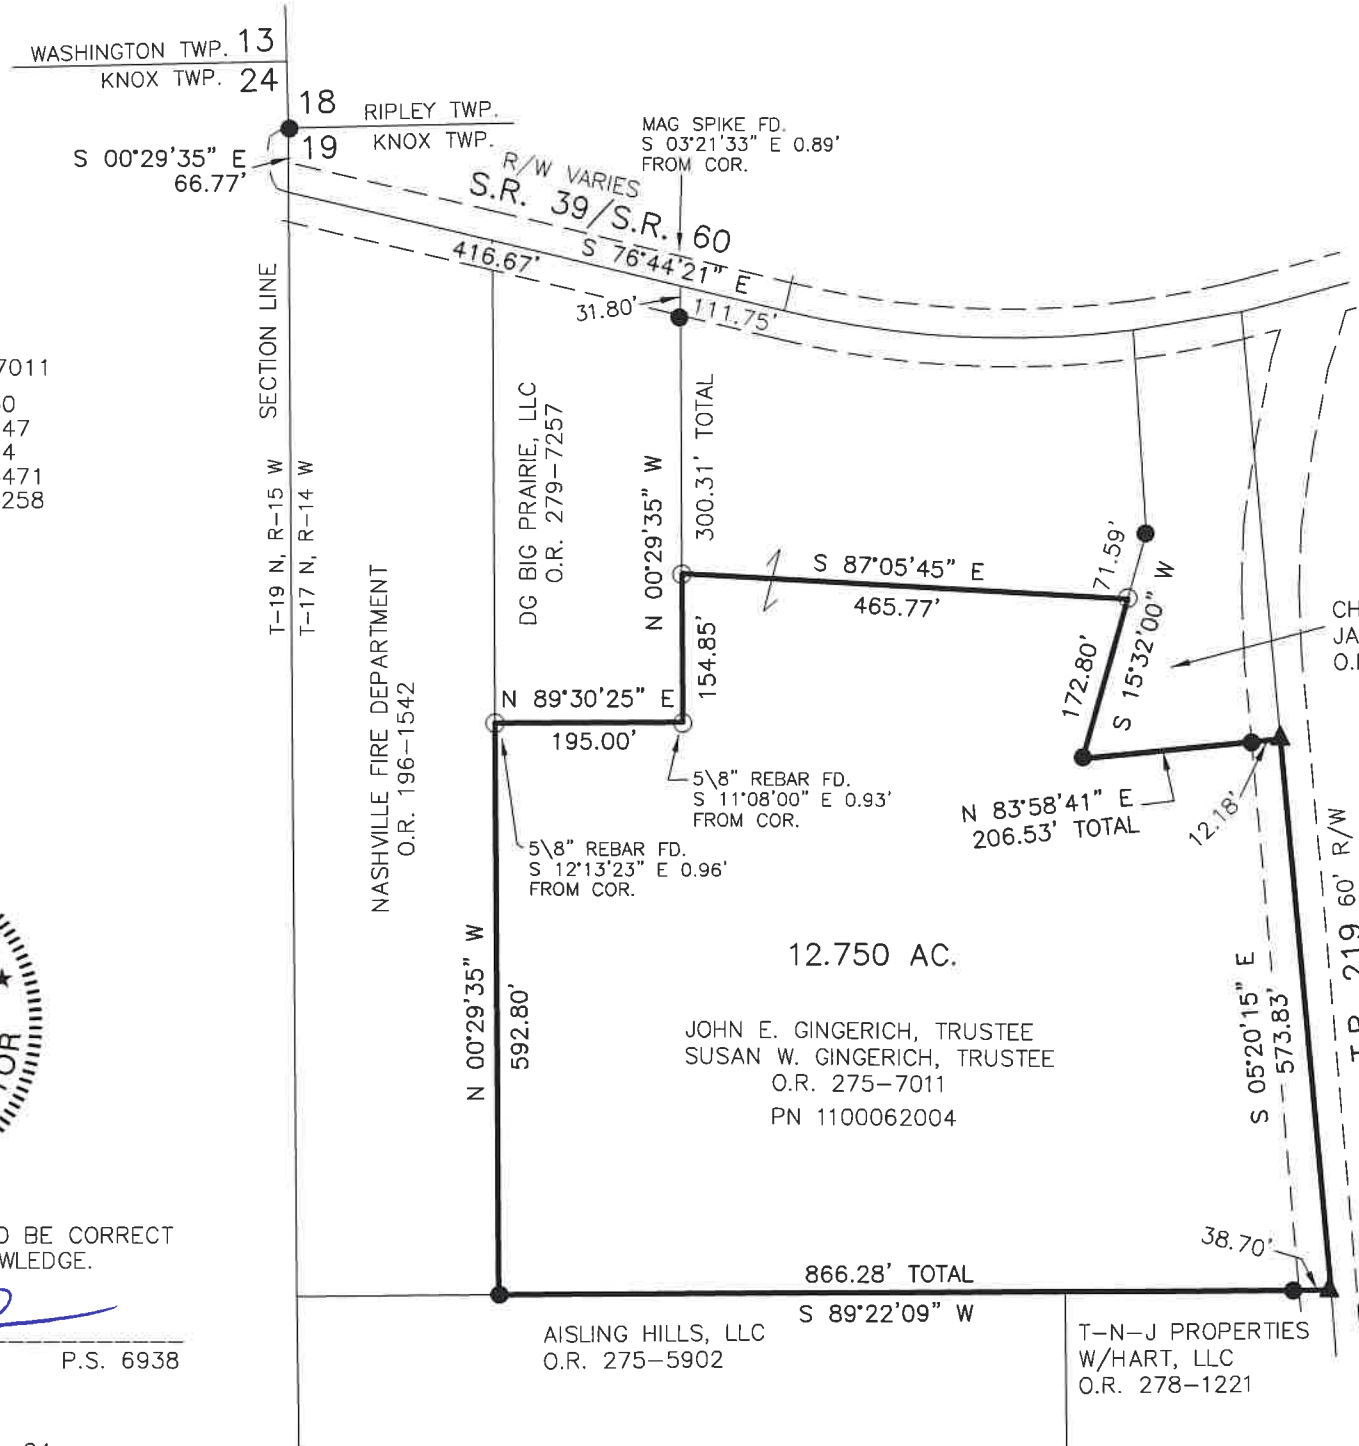 WASHINGTON TWP. 13
KNOX TWP. 24
18 RIPLEY TWP.
19 KNOX TWP.
S 00°29'35" E
66.77'
MAG SPIKE FD.
S 03°21'33" E 0.89'
FROM COR.
R/W VARIES
S.R. 39/S.R. 60
S 76°44'21" E
416.67'
31.80'
111.75'
SECTION LINE
T-19 N, R-15 W
T-17 N, R-14 W
7011
0
47
4
471
258
DG BIG PRAIRIE, LLC
O.R. 279-7257
N 00°29'35" W
300.31' TOTAL
NASHVILLE FIRE DEPARTMENT
O.R. 196-1542
S 87°05'45" E
465.77'
71.59'
S 15°32'00" W
172.80'
CH
JA
154.85'
N 89°30'25" E
195.00'
5\8" REBAR FD.
S 11°08'00" E 0.93'
FROM COR.
5\8" REBAR FD.
S 12°13'23" E 0.96'
FROM COR.
N 83°58'41" E
206.53' TOTAL
12.18'
219 60' R/W
12.750 AC.
JOHN E. GINGERICH, TRUSTEE
SUSAN W. GINGERICH, TRUSTEE
O.R. 275-7011
PN 1100062004
N 00°29'35" W
592.80'
S 05°20'15" E
573.83'
TOR
O BE CORRECT
WLEDGE.
P.S. 6938
38.70'
866.28' TOTAL
S 89°22'09" W
AISLING HILLS, LLC
O.R. 275-5902
T-N-J PROPERTIES
W/HART, LLC
O.R. 278-1221